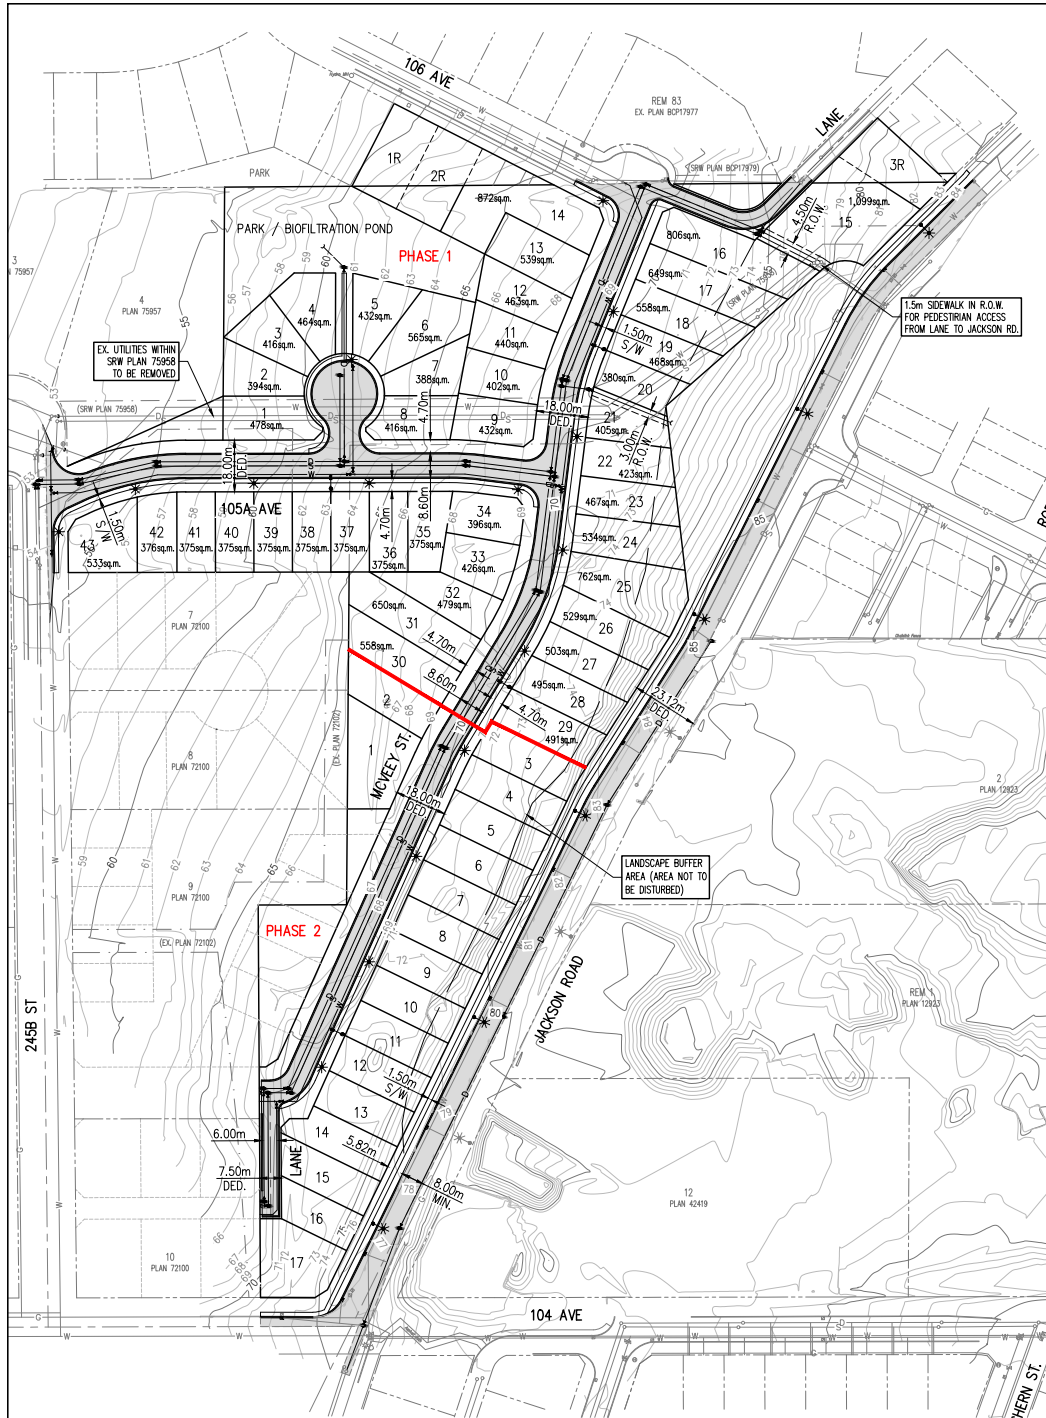 106 AVE
REM 83
EX. PLAN BCP17977
LANE
(SRW PLAN BCP17979)
3R
1R
2R
PARK
872sq.m.
14
1,099sq.m.
15
4.50m
R.O.W.
PARK / BIOFILTRATION POND
PHASE 1
13
539sq.m.
806sq.m.
16
12
463sq.m.
649sq.m.
17
558sq.m.
18
4
PLAN 75957
3
PLAN 75957
4
464sq.m.
5
432sq.m.
6
565sq.m.
11
440sq.m.
1.50m
S/W
19
468sq.m.
1.5m SIDEWALK IN R.O.W.
FOR PEDESTIRIAN ACCESS
FROM LANE TO JACKSON RD.
3
416sq.m.
EX. UTILITIES WITHIN
SRW PLAN 75958
TO BE REMOVED
2
394sq.m.
7
388sq.m.
10
402sq.m.
380sq.m.
20
(SRW PLAN 75958)
1
478sq.m.
8
416sq.m.
4.70m
9
432sq.m.
18.00m
DED.
21
405sq.m.
3.00m
R.O.W.
22
423sq.m.
18.00m
DED.
105A AVE
8.60m
4.70m
467sq.m.
23
1.50m
S/W
43
533sq.m.
42
376sq.m.
41
375sq.m.
40
375sq.m.
39
375sq.m.
38
375sq.m.
37
375sq.m.
36
375sq.m.
35
375sq.m.
34
396sq.m.
33
426sq.m.
534sq.m.
24
762sq.m.
25
32
479sq.m.
7
PLAN 72100
650sq.m.
31
529sq.m.
26
558sq.m.
30
4.70m
8.60m
503sq.m.
27
495sq.m.
28
4.70m
29
491sq.m.
23.12m
DED.
2
1
(EX. PLAN 72102)
MCVEEY ST.
3
8
PLAN 72100
18.00m
DED.
4
2
PLAN 12923
5
6
LANDSCAPE BUFFER
AREA (AREA NOT TO
BE DISTURBED)
9
PLAN 72100
7
(EX. PLAN 72102)
PHASE 2
8
9
10
JACKSON ROAD
REM 1
PLAN 12923
245B ST
11
12
1.50m
S/W
13
6.00m
14
5.82m
LANE
7.50m
DED.
15
8.00m
MIN.
16
12
PLAN 42419
10
PLAN 72100
17
104 AVE